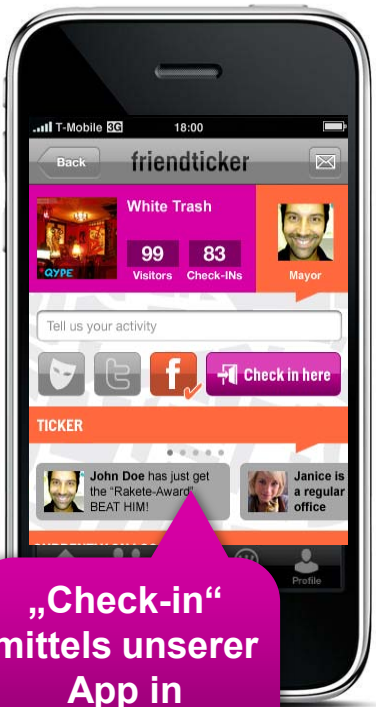 T-Mobile 3G 18:00
Back friendticker
White Trash
99 83
Visitors Check-INs
QYPE
Mayor
Tell us your activity
Check in here
TICKER
John Doe has just get
the "Rakete-Award"
BEAT HIM!
Janice is
a regular
office
Profile
„Check-in“
mittels unserer
App in